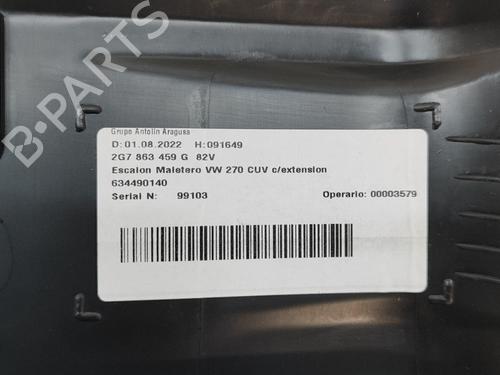 Grupo Antolin Aragusa
D: 01.08.2022 H: 091649
2G7 863 459 G 82V
Escalon Maletero VW 270 CUV c/extension
634490140
Serial N: 99103 Operario: 00003579
B-PARTS